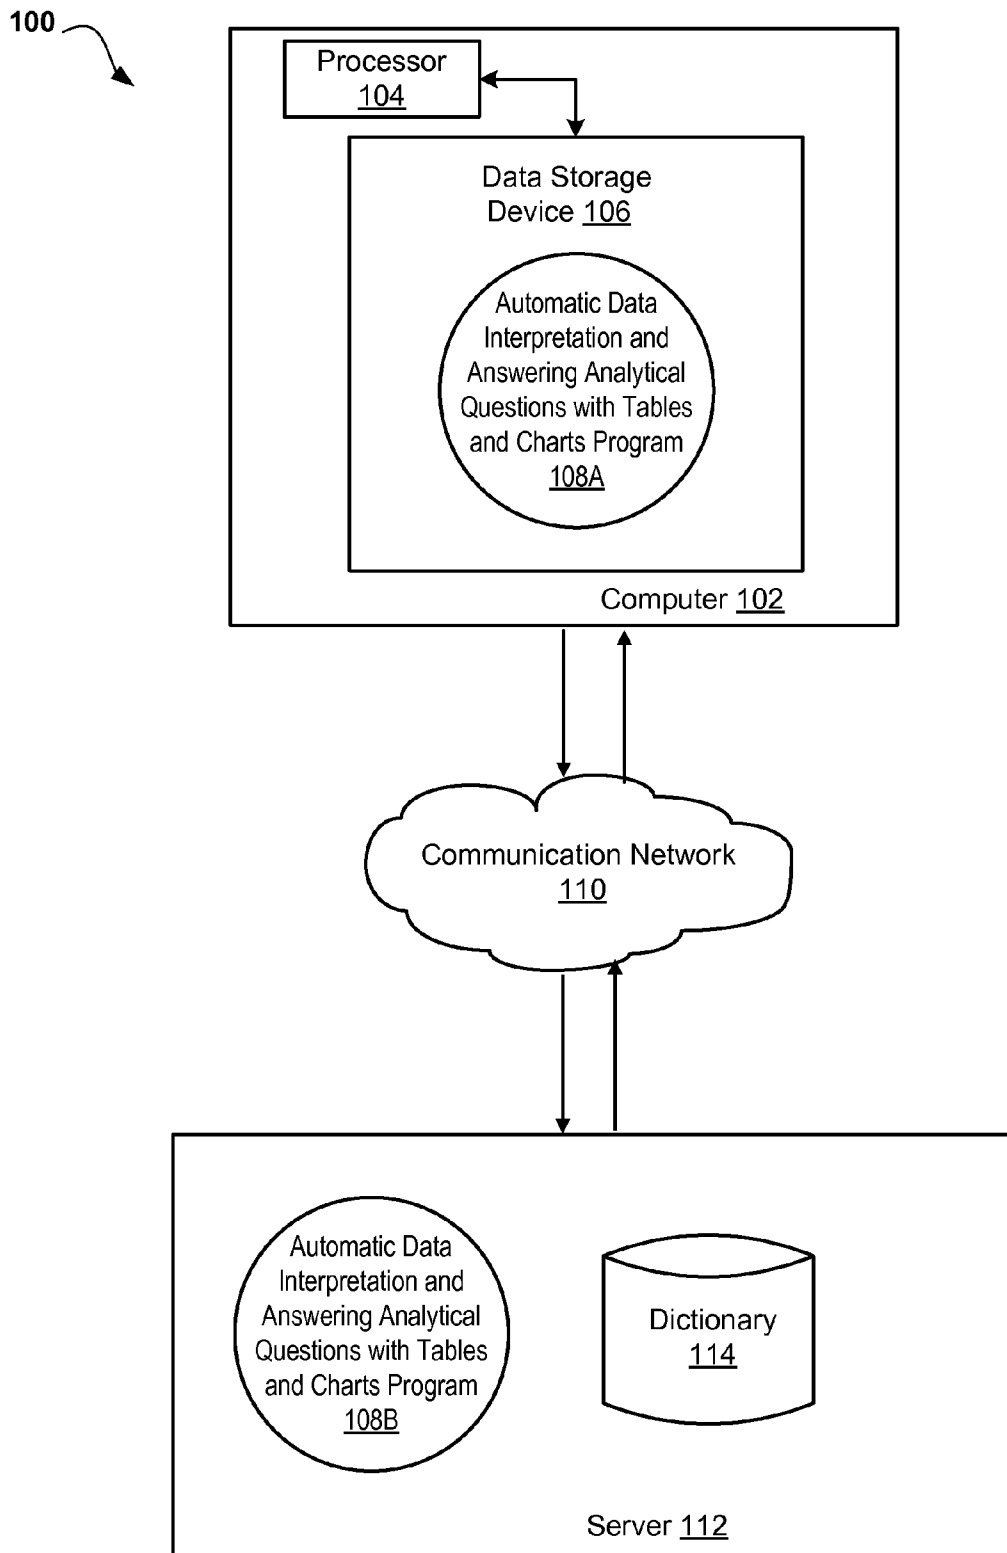 100
Processor
104
Data Storage
Device 106
Automatic Data
Interpretation and
Answering Analytical
Questions with Tables
and Charts Program
108A
Computer 102
Communication Network
110
Automatic Data
Interpretation and
Answering Analytical
Questions with Tables
and Charts Program
108B
Dictionary
114
Server 112